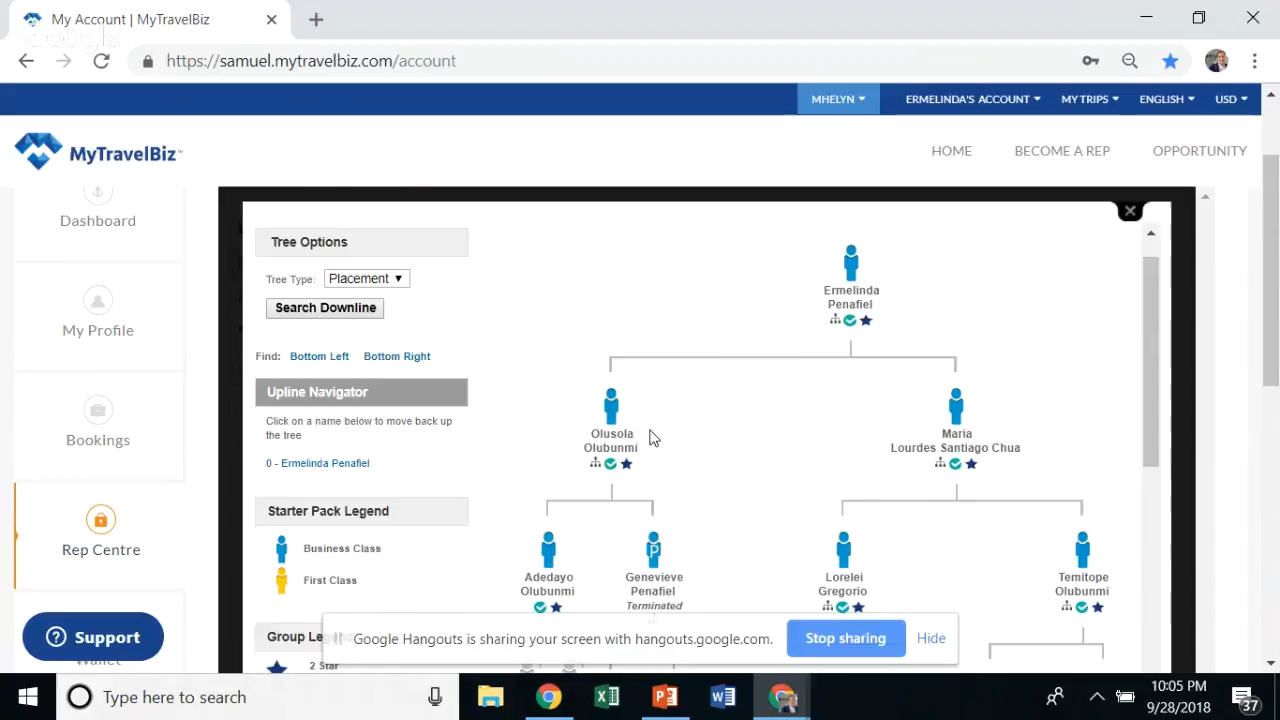 My Account | MyTravelBiz
Google
https://samuel.mytravelbiz.com/account
MHELYN
ERMELINDA'S ACCOUNT
MY TRIPS
ENGLISH
USD
MyTravelBiz™
HOME
BECOME A REP
OPPORTUNITY
Dashboard
My Profile
Bookings
Rep Centre
Support
Tree Options
Tree Type: Placement
Search Downline
Find: Bottom Left Bottom Right
Upline Navigator
Click on a name below to move back up
the tree
0 - Ermelinda Penafiel
Starter Pack Legend
Business Class
First Class
2 Star
Ermelinda
Penafiel
Olusola
Olubunmi
Maria
Lourdes Santiago Chua
Adedayo
Olubunmi
P
Genevieve
Penafiel
Terminated
Lorelei
Gregorio
Temitope
Olubunmi
Google Hangouts is sharing your screen with hangouts.google.com.
Stop sharing
Hide
Type here to search
10:05 PM
9/28/2018
37